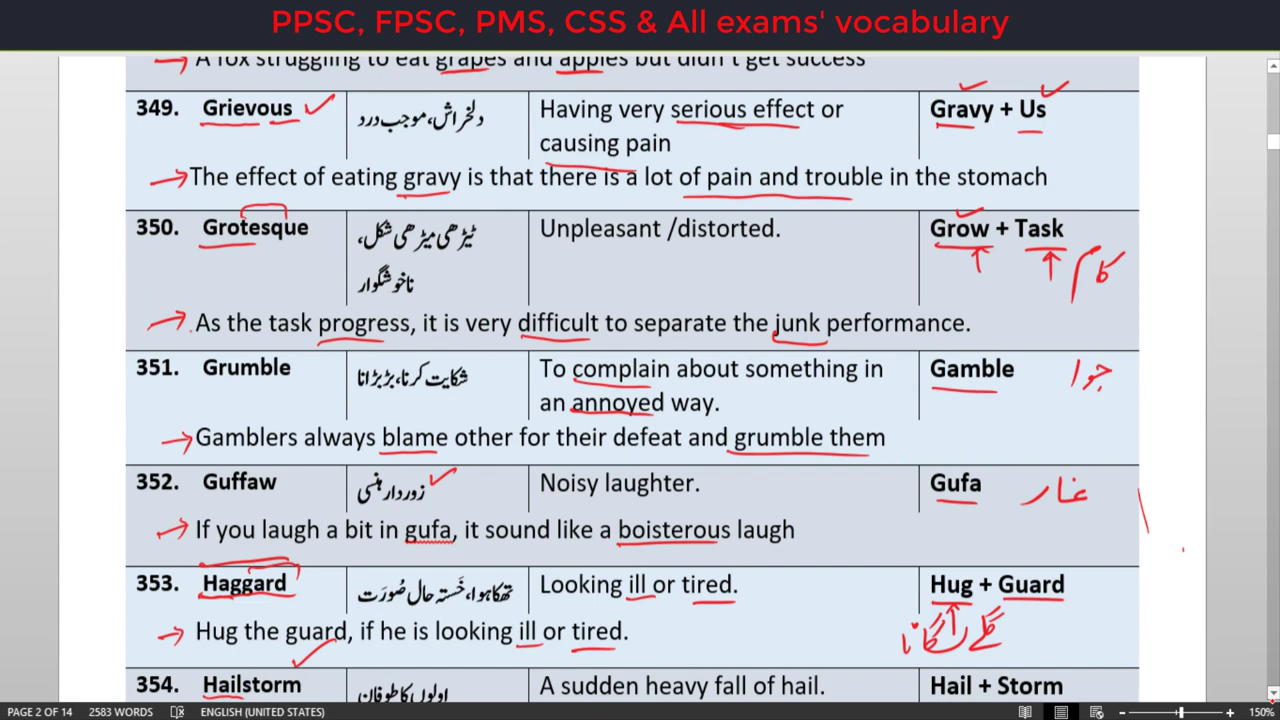 PPSC, FPSC, PMS, CSS & All exams' vocabulary
A fox struggling to eat grapes and apples but didn't get success
349. Grievous دلخراش، موجب درد Having very serious effect or causing pain Gravy + Us
The effect of eating gravy is that there is a lot of pain and trouble in the stomach
350. Grotesque ٹیڑھی میڑھی شکل، ناخوشگوار Unpleasant /distorted. Grow + Task کام
As the task progress, it is very difficult to separate the junk performance.
351. Grumble شکایت کرنا، بڑبڑانا To complain about something in an annoyed way. Gamble جوا
Gamblers always blame other for their defeat and grumble them
352. Guffaw زوردار ہنسی Noisy laughter. Gufa غار
If you laugh a bit in gufa, it sound like a boisterous laugh
353. Haggard تھکا ہوا، خَستہ حال صُورَت Looking ill or tired. Hug + Guard گلے لگانا
Hug the guard, if he is looking ill or tired.
354. Hailstorm اولوں کا طوفان A sudden heavy fall of hail. Hail + Storm
PAGE 2 OF 14 2583 WORDS ENGLISH (UNITED STATES) 150%